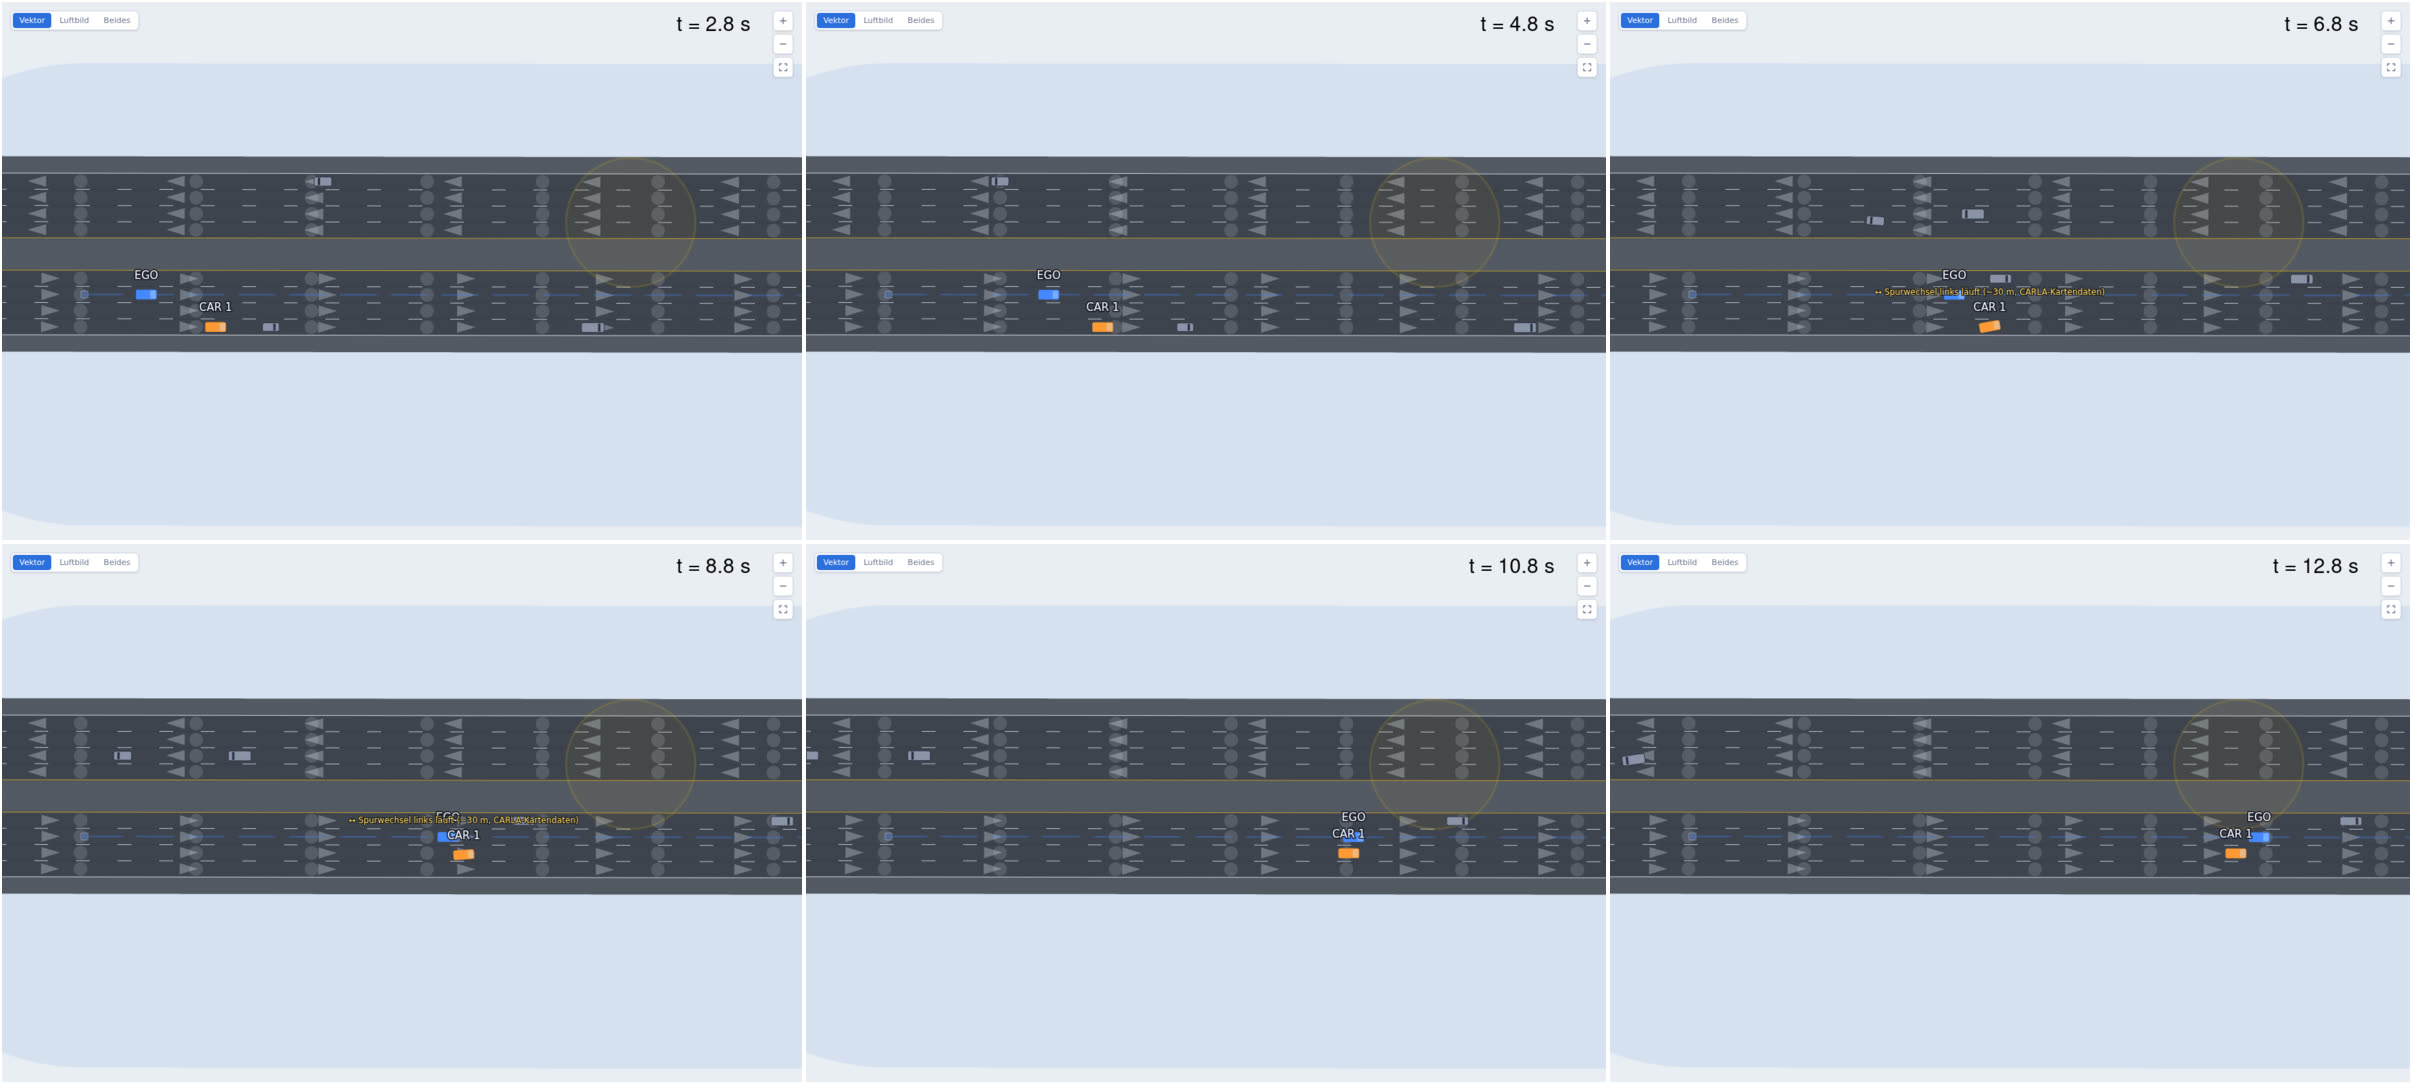 Vektor Luftbild Beides
t = 2.8 s
+
−
EGO
CAR 1
Vektor Luftbild Beides
t = 4.8 s
+
−
EGO
CAR 1
Vektor Luftbild Beides
t = 6.8 s
+
−
EGO
↔ Spurwechsel links läuft (~30 m, CARLA-Kartendaten)
CAR 1
Vektor Luftbild Beides
t = 8.8 s
+
−
EGO
↔ Spurwechsel links läuft (~30 m, CARLA-Kartendaten)
CAR 1
Vektor Luftbild Beides
t = 10.8 s
+
−
EGO
CAR 1
Vektor Luftbild Beides
t = 12.8 s
+
−
EGO
CAR 1